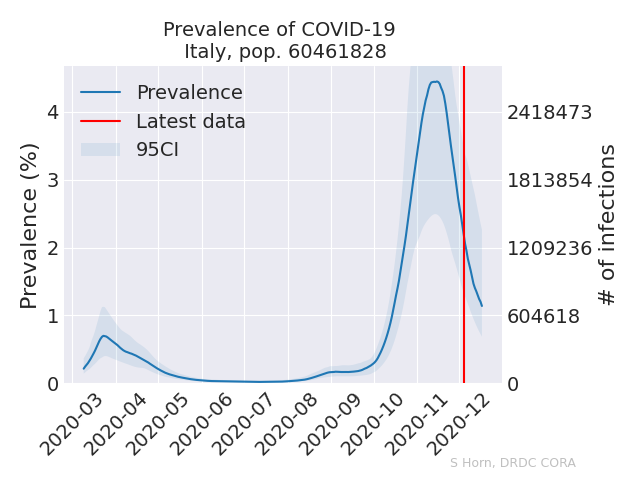 Prevalence of COVID-19
Italy, pop. 60461828
Prevalence
Latest data
95CI
Prevalence (%)
4
3
2
1
0
2418473
1813854
1209236
604618
0
# of infections
2020-03
2020-04
2020-05
2020-06
2020-07
2020-08
2020-09
2020-10
2020-11
2020-12
S Horn, DRDC CORA